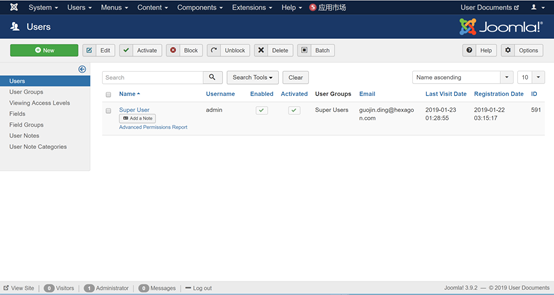 System Users Menus Content Components Extensions Help 应用市场 User Documents
Users Joomla!®
New Edit Activate Block Unblock Delete Batch Help Options
Users
User Groups
Viewing Access Levels
Fields
Field Groups
User Notes
User Note Categories
Search Search Tools Clear Name ascending 10
Name Username Enabled Activated User Groups Email Last Visit Date Registration Date ID
Super User admin Super Users guojin.ding@hexag 2019-01-23 2019-01-22 591
Add a Note on.com 01:28:55 03:15:17
Advanced Permissions Report
View Site 0 Visitors 1 Administrator 0 Messages Log out Joomla! 3.9.2 — © 2019 User Documents